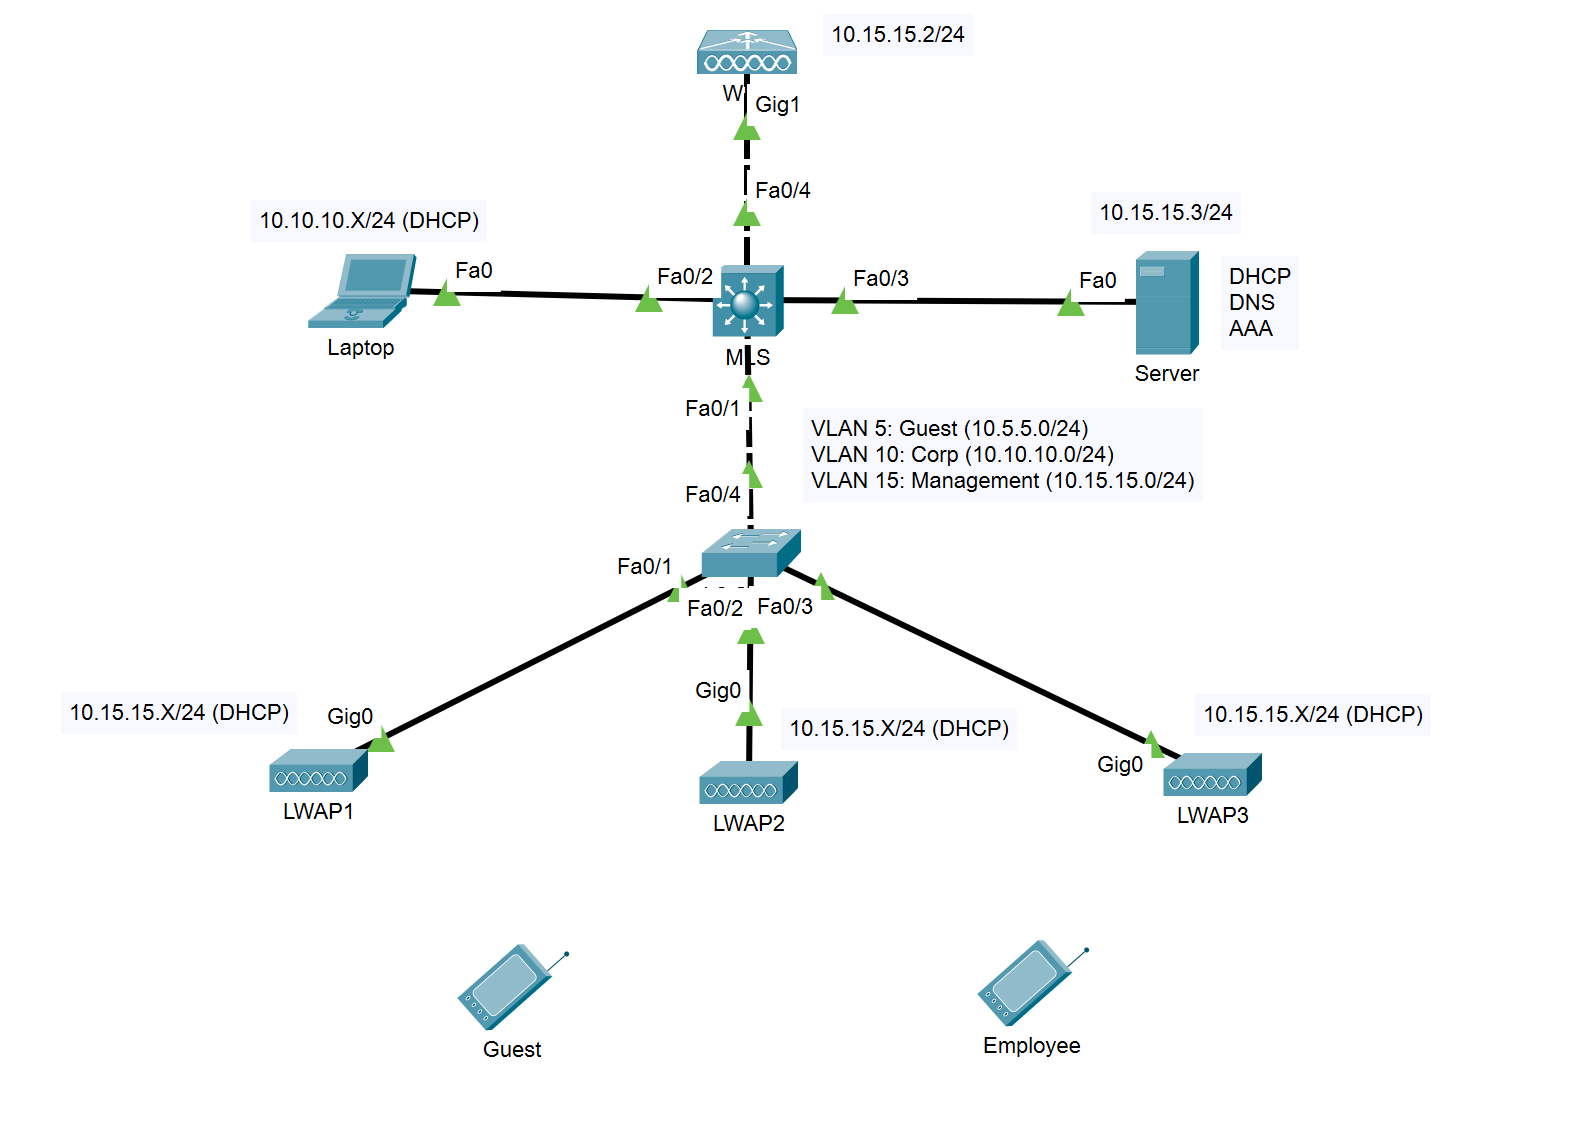 10.15.15.2/24
W
Gig1
Fa0/4
10.10.10.X/24 (DHCP)
10.15.15.3/24
Fa0
Fa0/2
Fa0/3
Fa0
DHCP
DNS
AAA
Laptop
MLS
Server
Fa0/1
VLAN 5: Guest (10.5.5.0/24)
VLAN 10: Corp (10.10.10.0/24)
VLAN 15: Management (10.15.15.0/24)
Fa0/4
Fa0/1
Fa0/2
Fa0/3
Gig0
10.15.15.X/24 (DHCP)
Gig0
10.15.15.X/24 (DHCP)
10.15.15.X/24 (DHCP)
Gig0
LWAP1
LWAP2
LWAP3
Guest
Employee